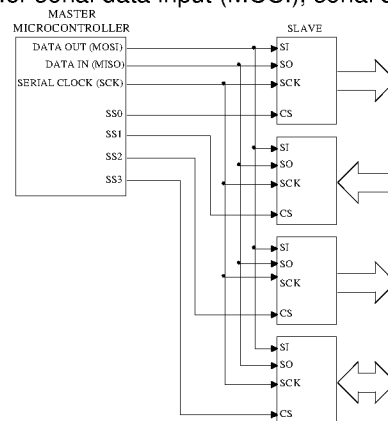 MASTER
MICROCONTROLLER
DATA OUT (MOSI)
DATA IN (MISO)
SERIAL CLOCK (SCK)
SS0
SS1
SS2
SS3
SLAVE
SI
SO
SCK
CS
SI
SO
SCK
CS
SI
SO
SCK
CS
SI
SO
SCK
CS